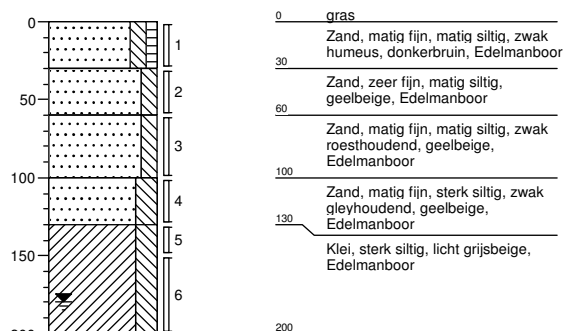 0
50
100
150
200
1
2
3
4
5
6
0 gras
Zand, matig fijn, matig siltig, zwak
humeus, donkerbruin, Edelmanboor
30
Zand, zeer fijn, matig siltig,
geelbeige, Edelmanboor
60
Zand, matig fijn, matig siltig, zwak
roesthoudend, geelbeige,
Edelmanboor
100
Zand, matig fijn, sterk siltig, zwak
gleyhoudend, geelbeige,
Edelmanboor
130
Klei, sterk siltig, licht grijsbeige,
Edelmanboor
200